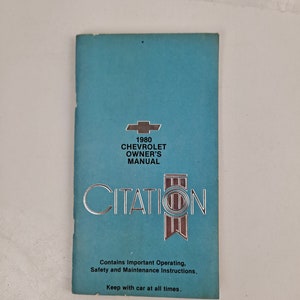 1980
CHEVROLET
OWNER'S
MANUAL
CITATION
Contains Important Operating,
Safety and Maintenance Instructions.
Keep with car at all times.